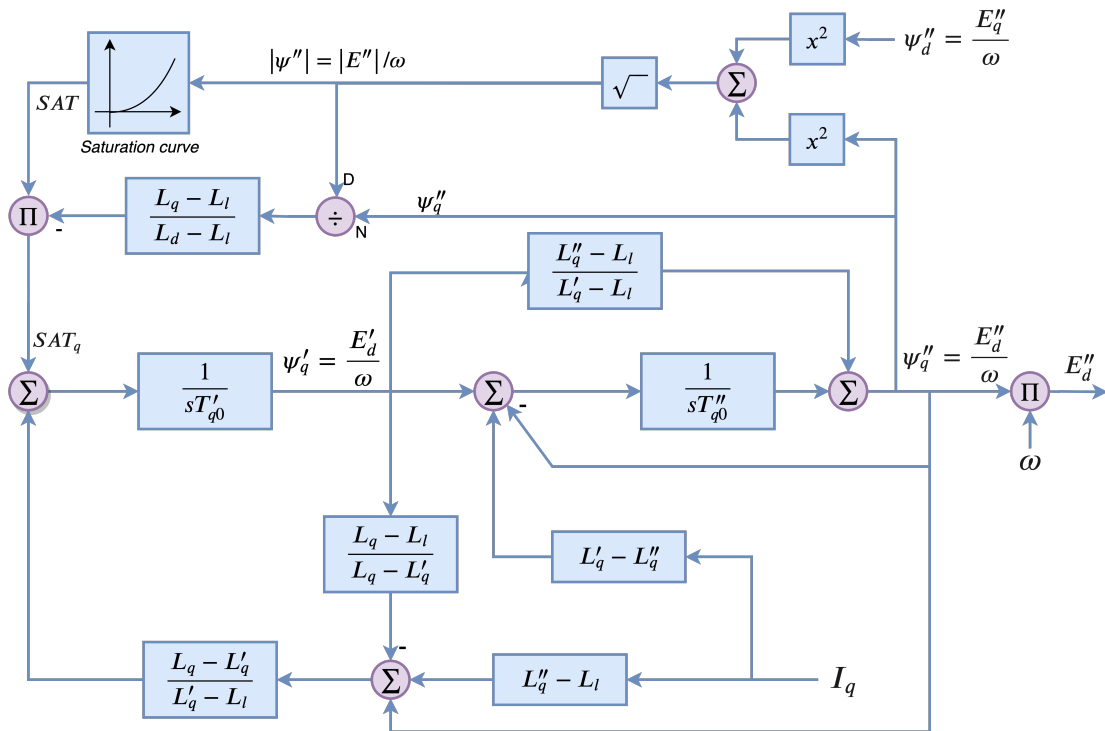 x² ψ″_d = E″_q / ω
|ψ″| = |E″|/ω
√ Σ
SAT
Saturation curve
x²
D
Π - (L_q − L_l) / (L_d − L_l) ÷ N ψ″_q
(L″_q − L_l) / (L′_q − L_l)
SAT_q
Σ 1 / (sT′_q0) ψ′_q = E′_d / ω Σ - 1 / (sT″_q0) Σ ψ″_q = E″_d / ω Π E″_d
ω
(L_q − L_l) / (L_q − L′_q) L′_q − L″_q
-
(L_q − L′_q) / (L′_q − L_l) Σ L″_q − L_l I_q